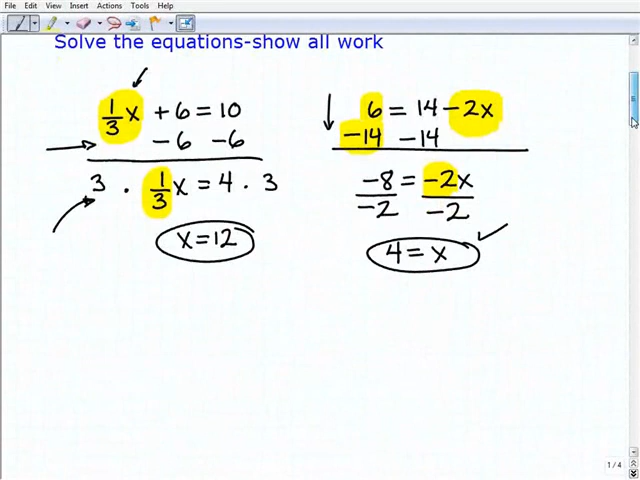 File Edit View Insert Actions Tools Help
Solve the equations-show all work
1/3 x + 6 = 10
- 6 - 6
3 · 1/3 x = 4 · 3
x = 12
6 = 14 - 2x
-14 -14
-8 = -2x
-2 -2
4 = x
1 / 4